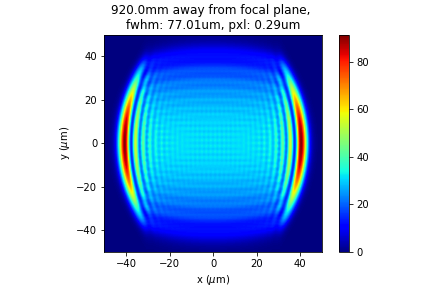 920.0mm away from focal plane,
fwhm: 77.01um, pxl: 0.29um
40
20
0
−20
−40
y (μm)
−40 −20 0 20 40
x (μm)
80
60
40
20
0